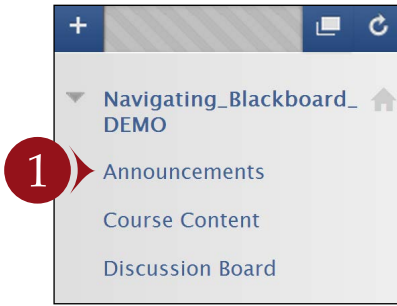 +
Navigating_Blackboard_
DEMO
1
Announcements
Course Content
Discussion Board